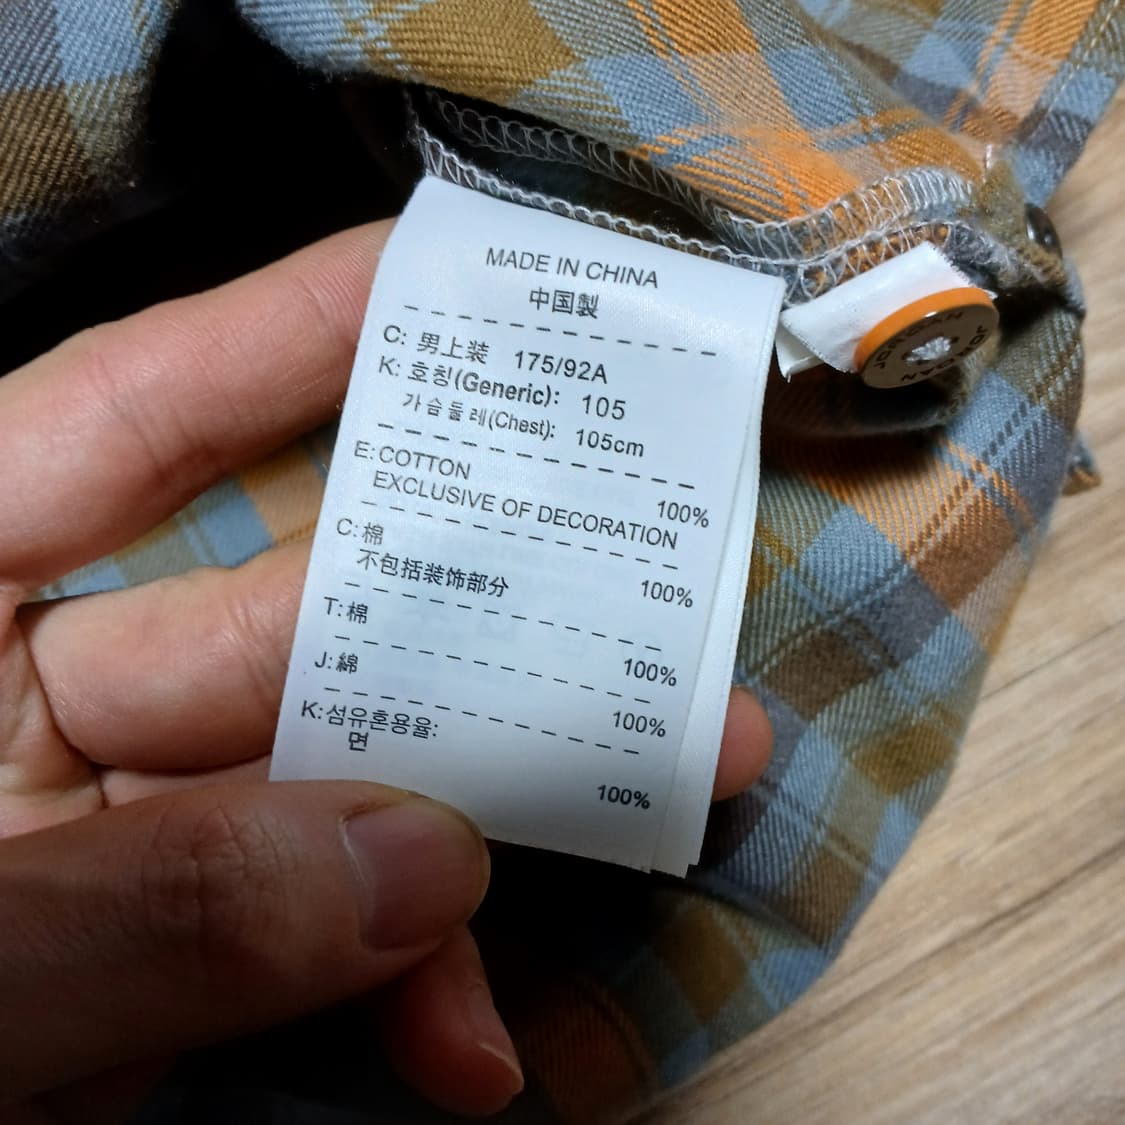 MADE IN CHINA
中国製
C: 男上装 175/92A
K: 호칭(Generic): 105
가슴둘레(Chest): 105cm
E: COTTON 100%
EXCLUSIVE OF DECORATION
C: 棉 100%
不包括装饰部分
T: 棉 100%
J: 綿 100%
K: 섬유혼용율:
면 100%
JORDAN
JORDAN